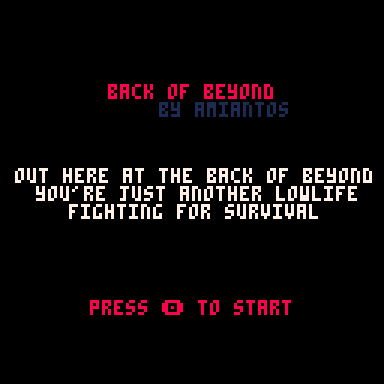 BACK OF BEYOND
BY AMIANTOS
OUT HERE AT THE BACK OF BEYOND
YOU'RE JUST ANOTHER LOWLIFE
FIGHTING FOR SURVIVAL
PRESS 🅾️ TO START